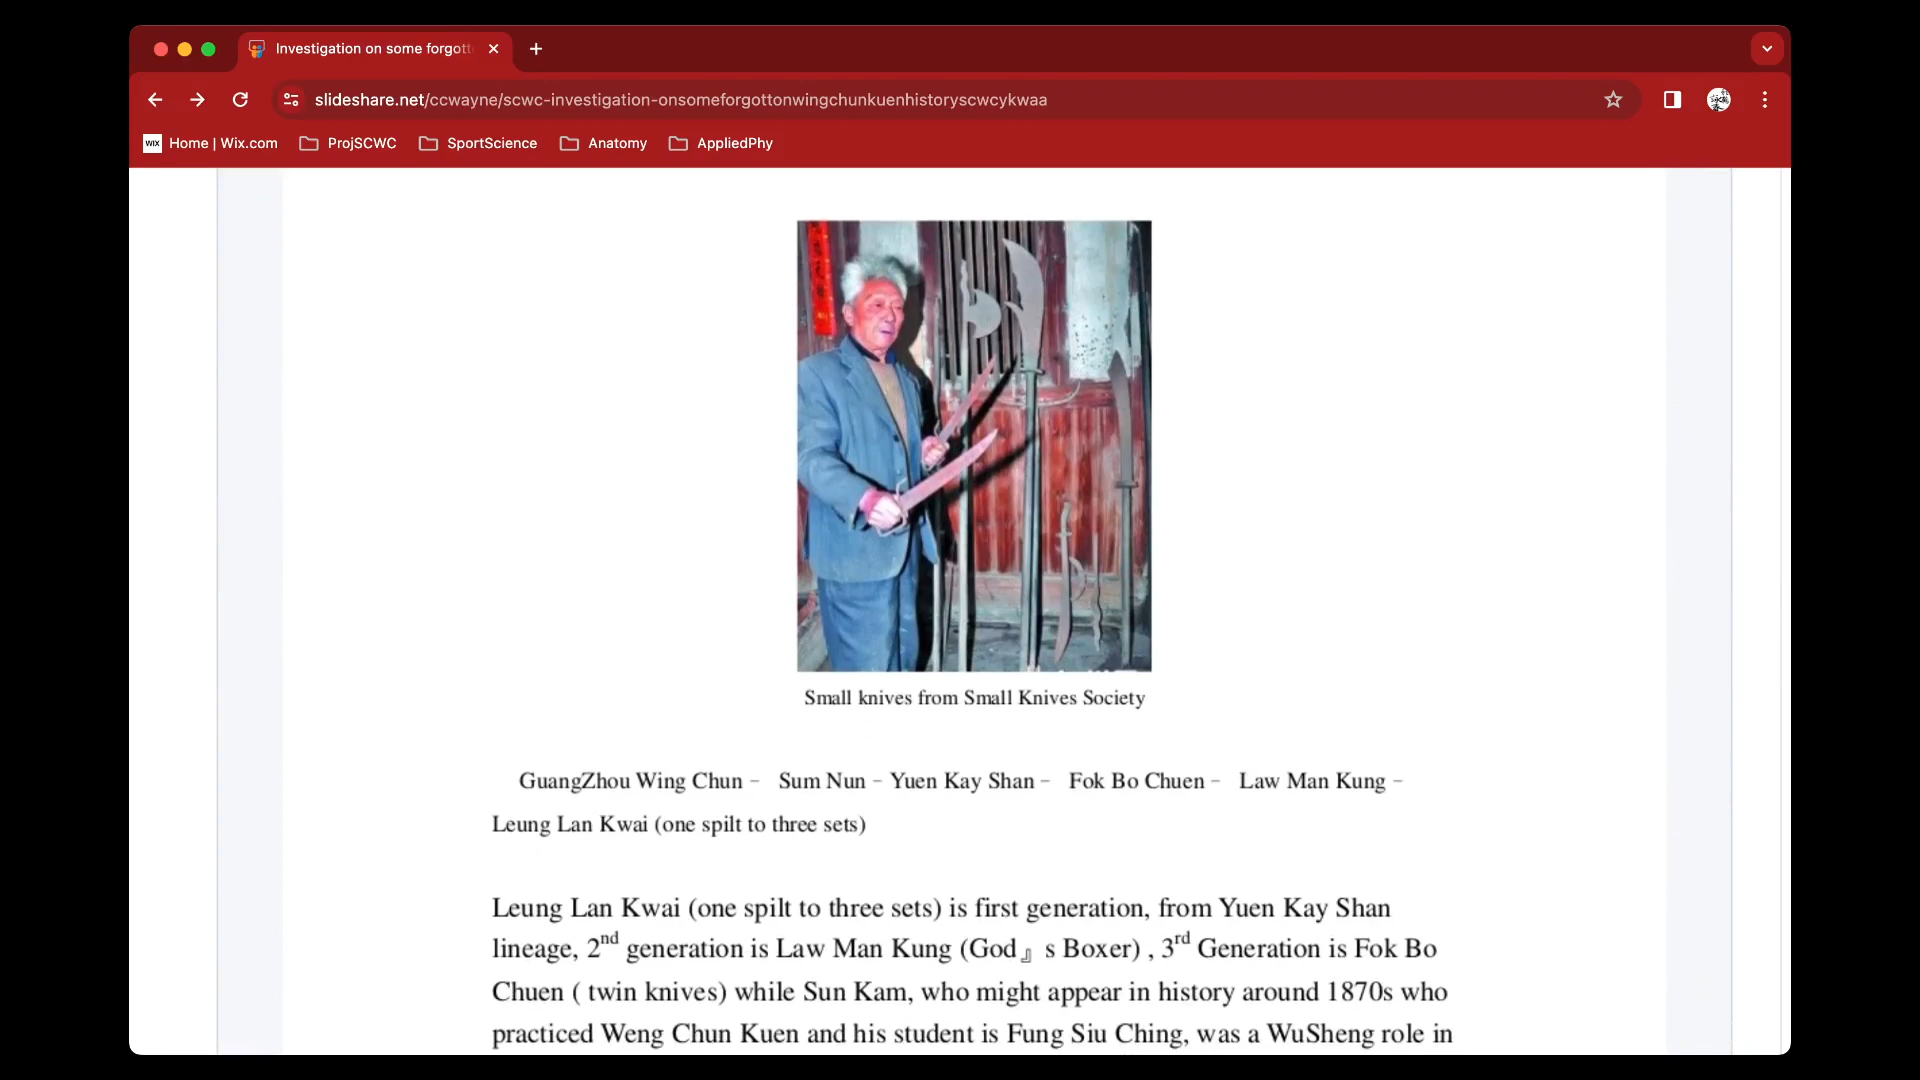 Investigation on some forgott
slideshare.net/ccwayne/scwc-investigation-onsomeforgottonwingchunkuenhistoryscwcykwaa
WIX Home | Wix.com ProjSCWC SportScience Anatomy AppliedPhy
Small knives from Small Knives Society
GuangZhou Wing Chun – Sum Nun – Yuen Kay Shan – Fok Bo Chuen – Law Man Kung –
Leung Lan Kwai (one spilt to three sets)
Leung Lan Kwai (one spilt to three sets) is first generation, from Yuen Kay Shan
lineage, 2nd generation is Law Man Kung (God』s Boxer) , 3rd Generation is Fok Bo
Chuen ( twin knives) while Sun Kam, who might appear in history around 1870s who
practiced Weng Chun Kuen and his student is Fung Siu Ching, was a WuSheng role in